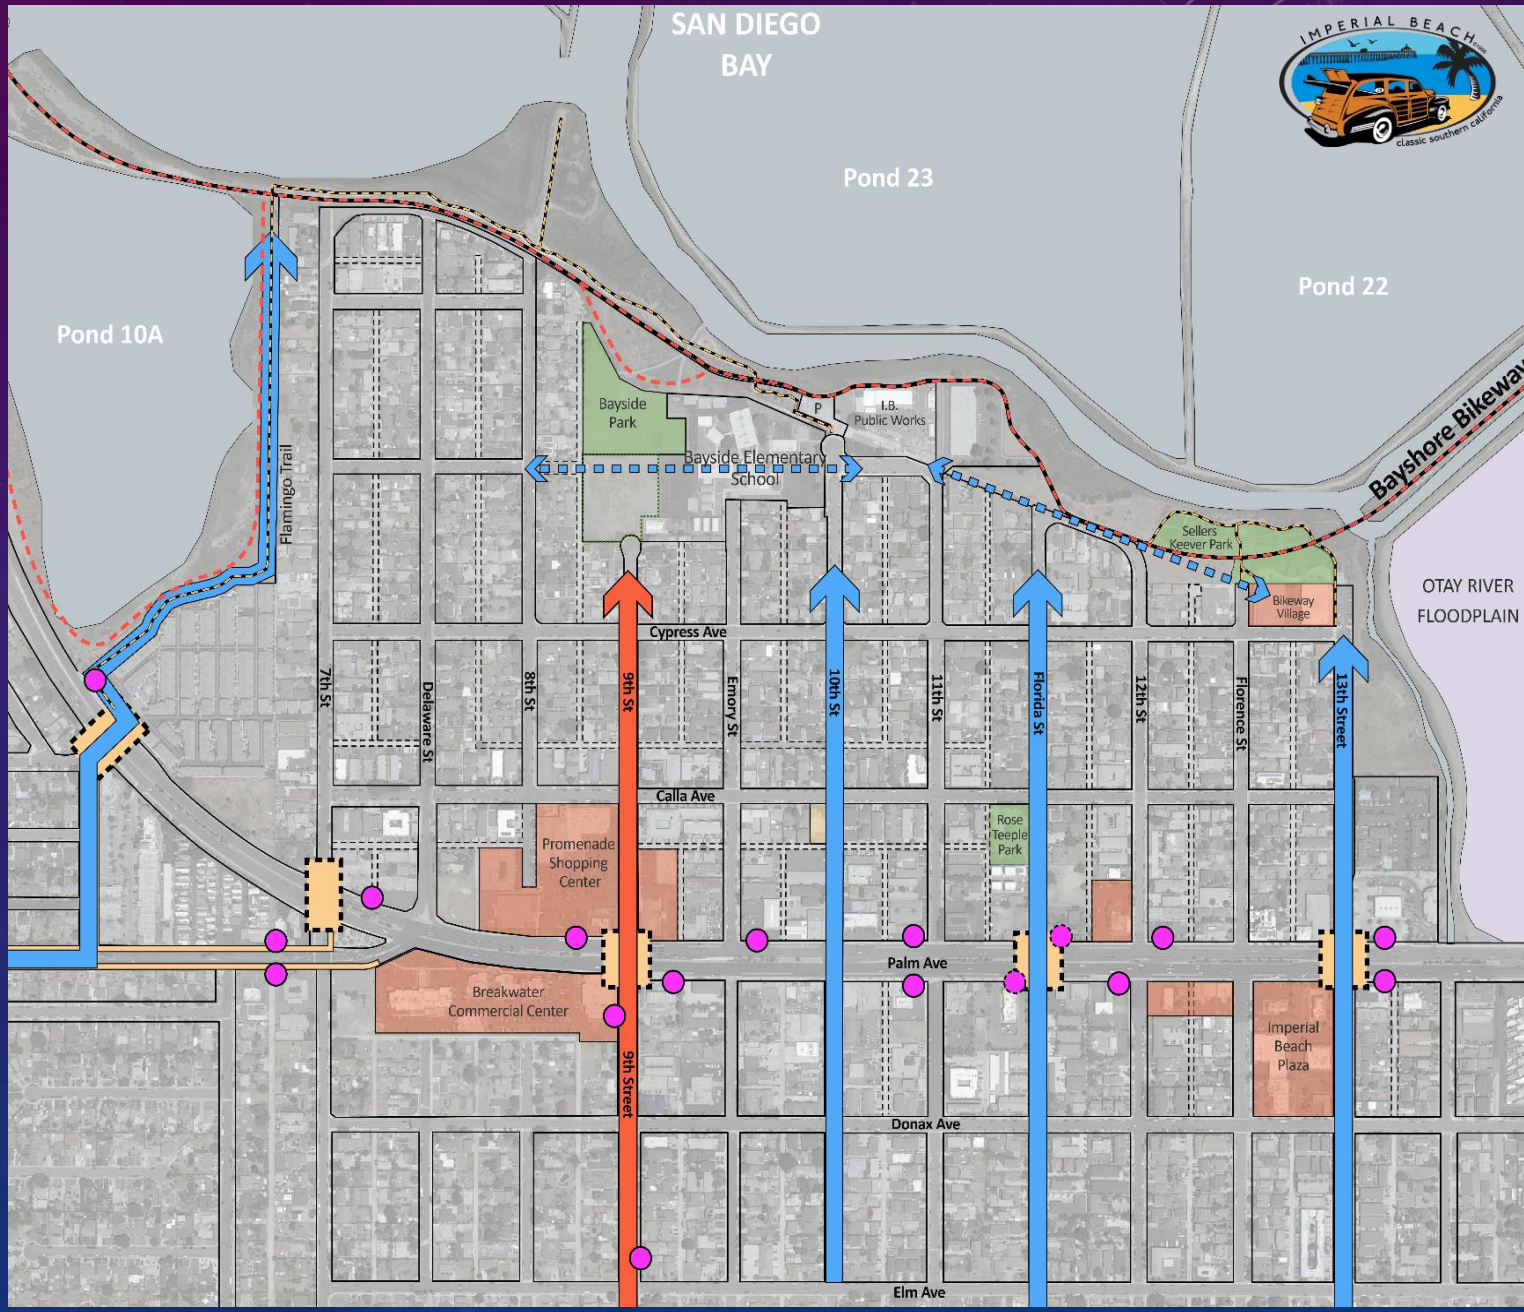 SAN DIEGO
BAY
IMPERIAL BEACH
classic southern california
Pond 23
Pond 22
Pond 10A
Bayshore Bikeway
Bayside
Park
P
I.B.
Public Works
Bayside Elementary
School
Flamingo Trail
Sellers
Keever Park
Bikeway
Village
OTAY RIVER
FLOODPLAIN
Cypress Ave
7th St
Delaware St
8th St
9th St
Emory St
10th St
11th St
Florida St
12th St
Florence St
13th Street
Calla Ave
Promenade
Shopping
Center
Rose
Teeple
Park
Palm Ave
Breakwater
Commercial Center
Imperial
Beach
Plaza
9th Street
Donax Ave
Elm Ave